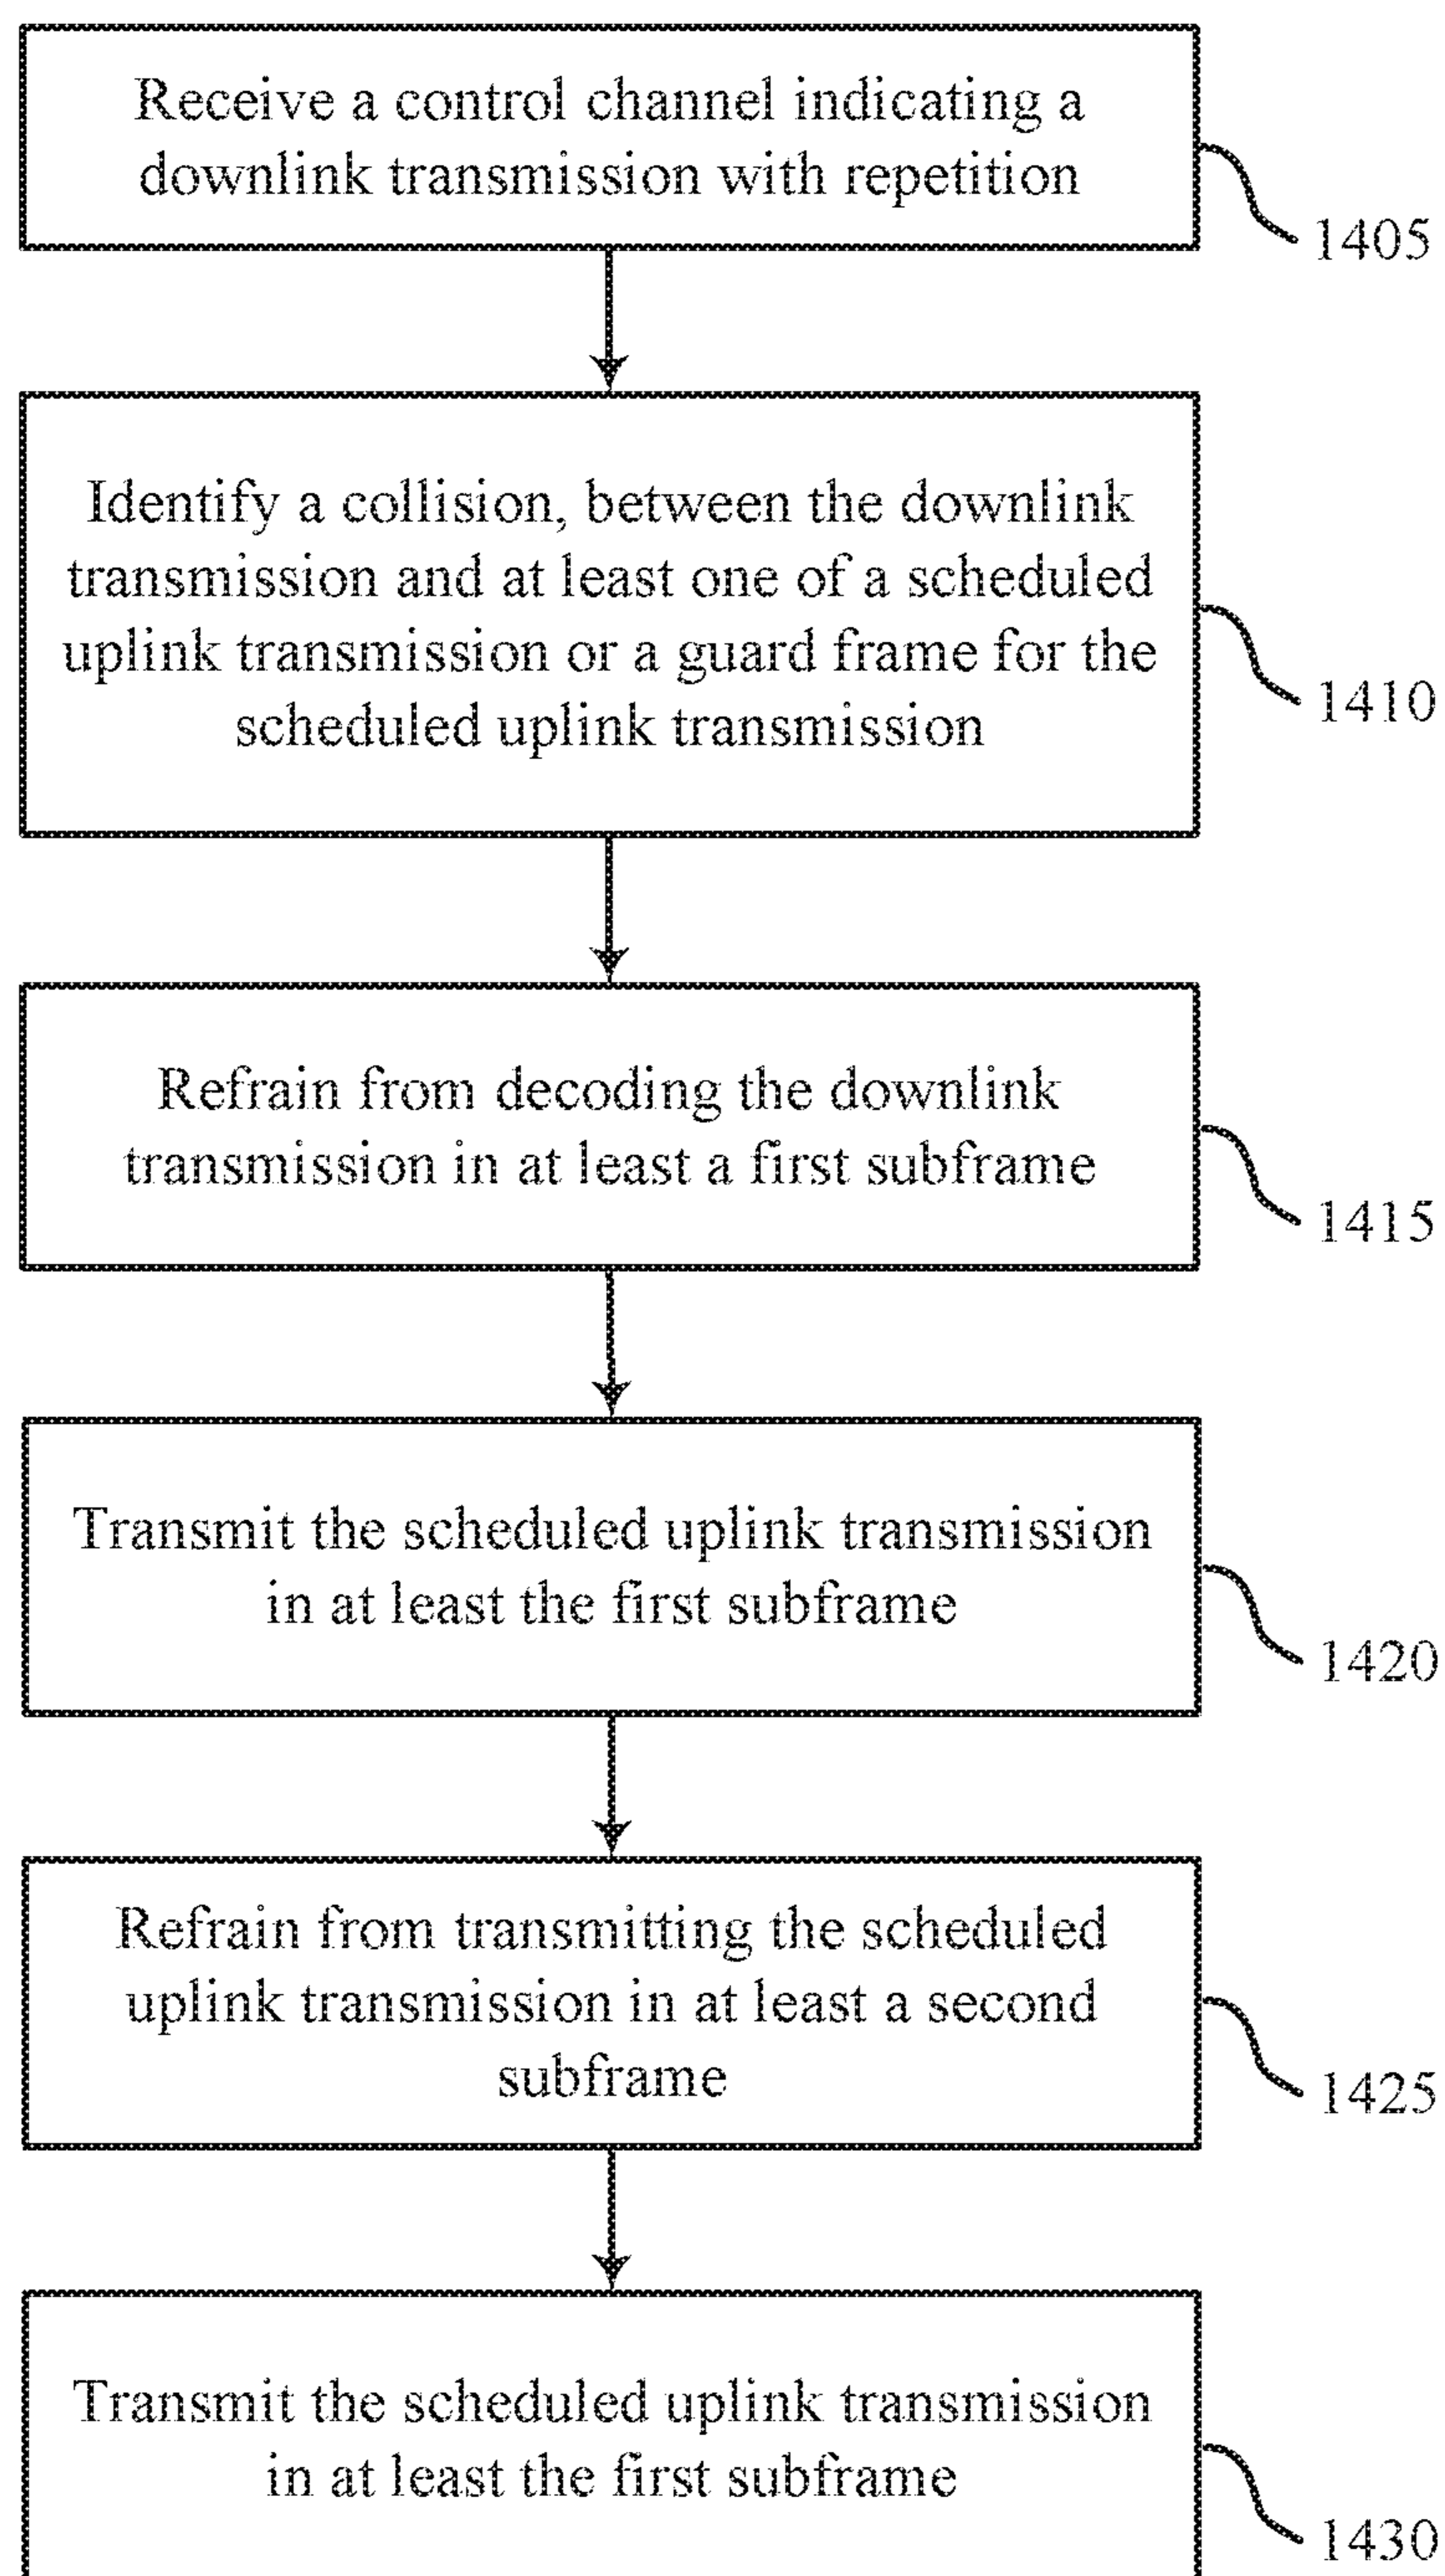 Receive a control channel indicating a
downlink transmission with repetition
1405
Identify a collision, between the downlink
transmission and at least one of a scheduled
uplink transmission or a guard frame for the
scheduled uplink transmission
1410
Refrain from decoding the downlink
transmission in at least a first subframe
1415
Transmit the scheduled uplink transmission
in at least the first subframe
1420
Refrain from transmitting the scheduled
uplink transmission in at least a second
subframe
1425
Transmit the scheduled uplink transmission
in at least the first subframe
1430